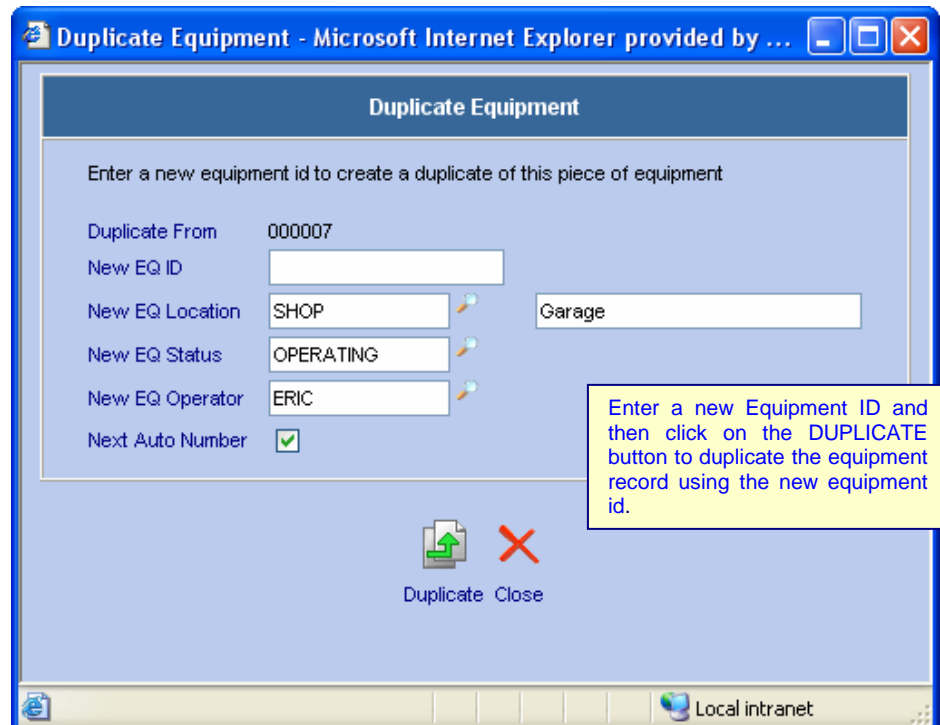 Duplicate Equipment - Microsoft Internet Explorer provided by ...
Duplicate Equipment
Enter a new equipment id to create a duplicate of this piece of equipment
Duplicate From 000007
New EQ ID
New EQ Location SHOP Garage
New EQ Status OPERATING
New EQ Operator ERIC
Next Auto Number
Enter a new Equipment ID and
then click on the DUPLICATE
button to duplicate the equipment
record using the new equipment
id.
Duplicate Close
Local intranet